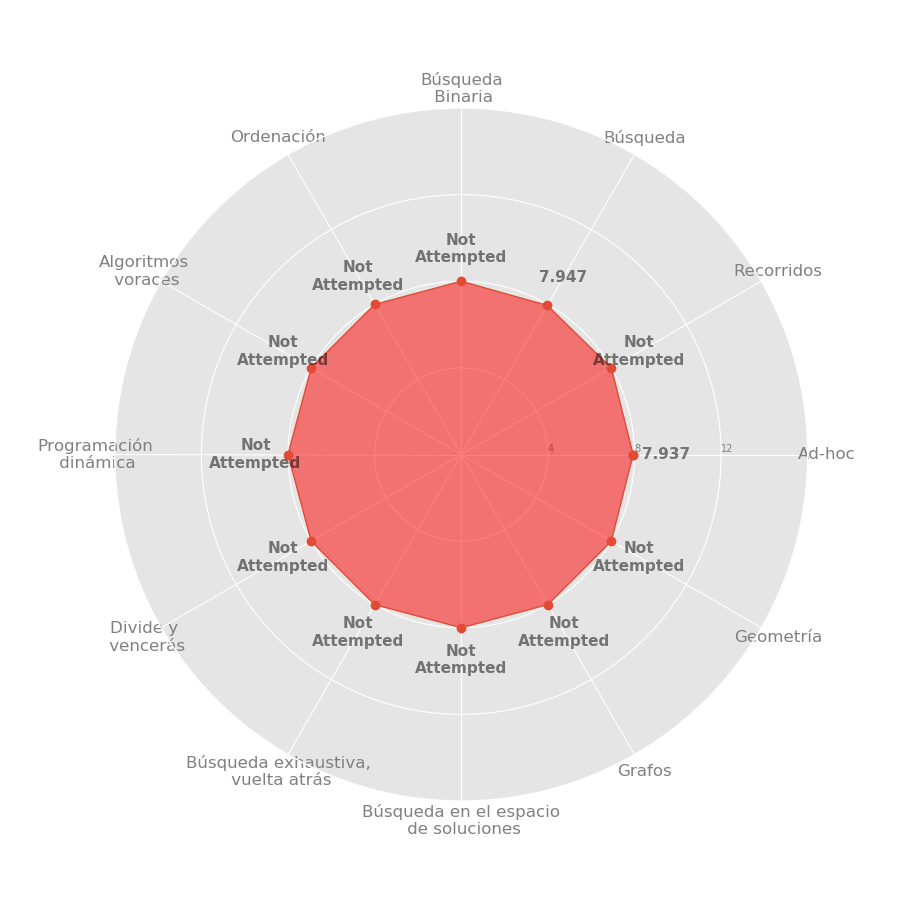 Búsqueda
Binaria
Ordenación
Búsqueda
Not
Attempted
Algoritmos
voraces
Not
Attempted
7.947
Recorridos
Not
Attempted
Not
Attempted
Programación
dinámica
Not
Attempted
4
8
7.937
12
Ad-hoc
Not
Attempted
Not
Attempted
Divide y
vencerás
Not
Attempted
Not
Attempted
Geometría
Not
Attempted
Búsqueda exhaustiva,
vuelta atrás
Grafos
Búsqueda en el espacio
de soluciones